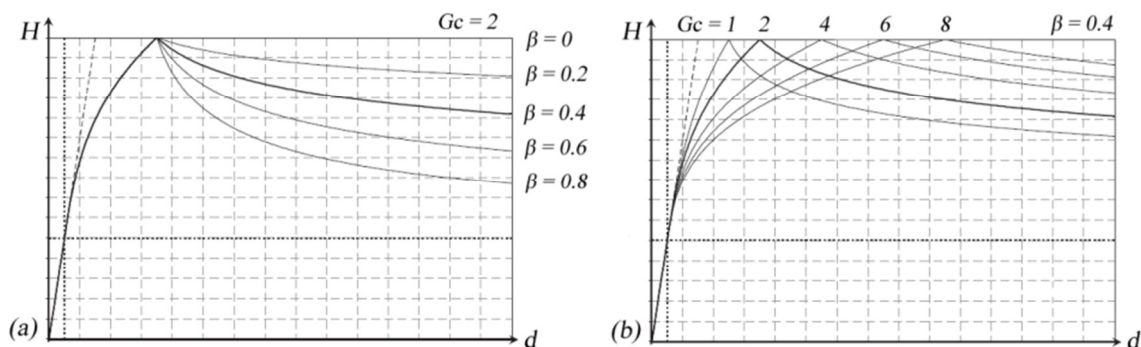 H
Gc = 2
β = 0
β = 0.2
β = 0.4
β = 0.6
β = 0.8
(a)
d
H
Gc = 1 2 4 6 8 β = 0.4
(b)
d